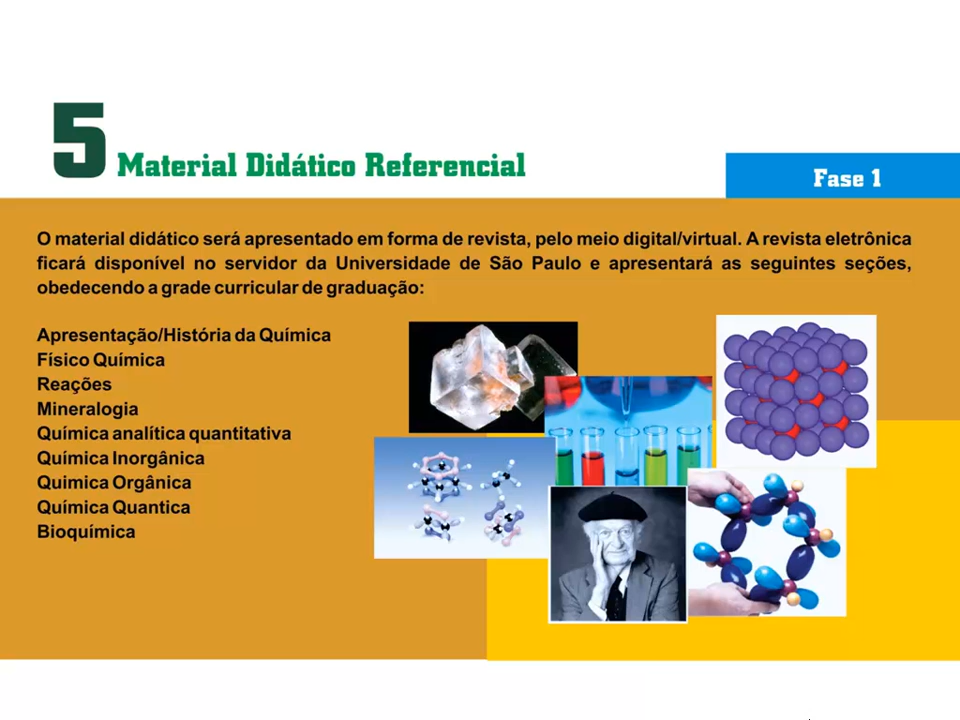 5
Material Didático Referencial
Fase 1
O material didático será apresentado em forma de revista, pelo meio digital/virtual. A revista eletrônica
ficará disponível no servidor da Universidade de São Paulo e apresentará as seguintes seções,
obedecendo a grade curricular de graduação:
Apresentação/História da Química
Físico Química
Reações
Mineralogia
Química analítica quantitativa
Química Inorgânica
Quimica Orgânica
Química Quantica
Bioquímica